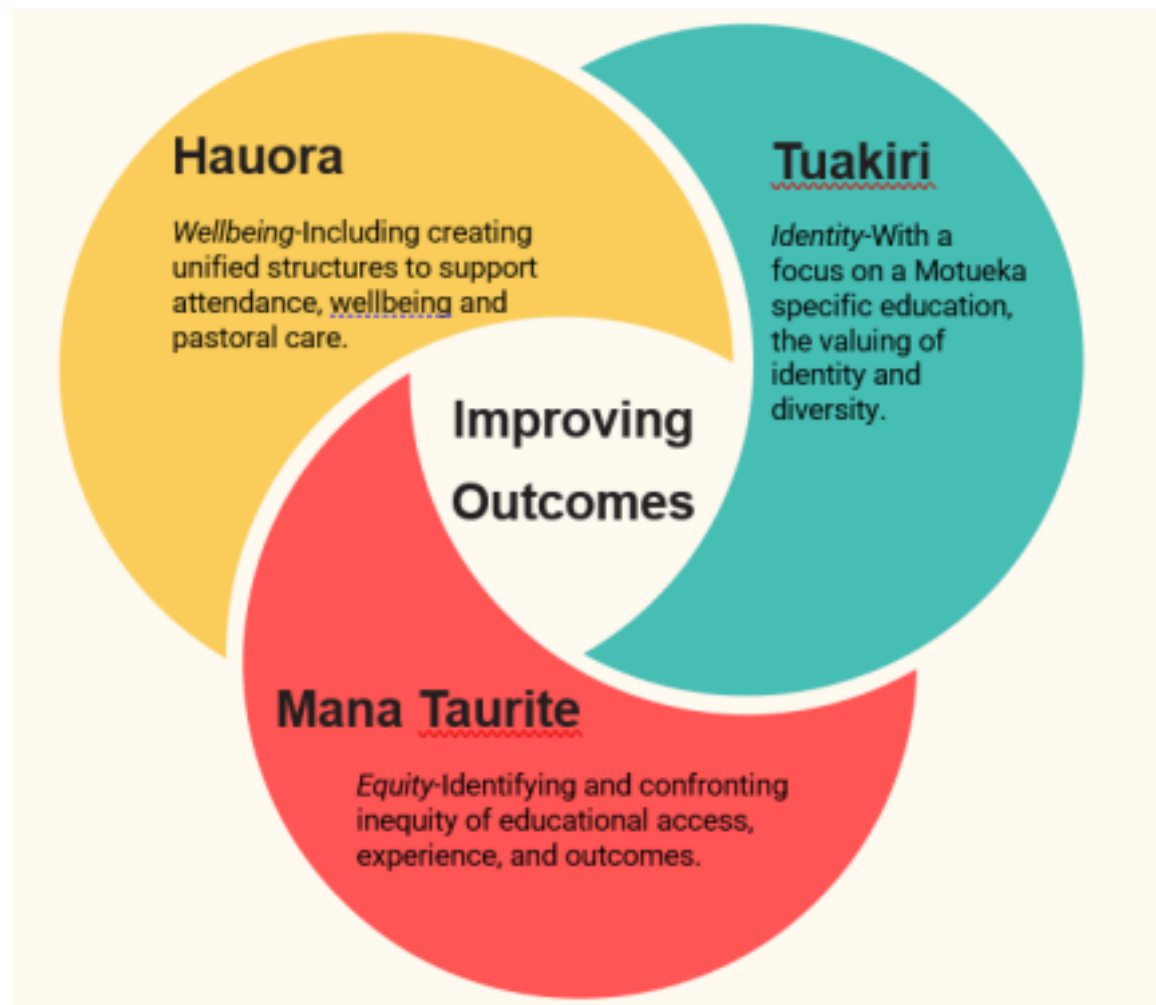 Hauora
Wellbeing-Including creating
unified structures to support
attendance, wellbeing and
pastoral care.
Tuakiri
Identity-With a
focus on a Motueka
specific education,
the valuing of
identity and
diversity.
Improving
Outcomes
Mana Taurite
Equity-Identifying and confronting
inequity of educational access,
experience, and outcomes.